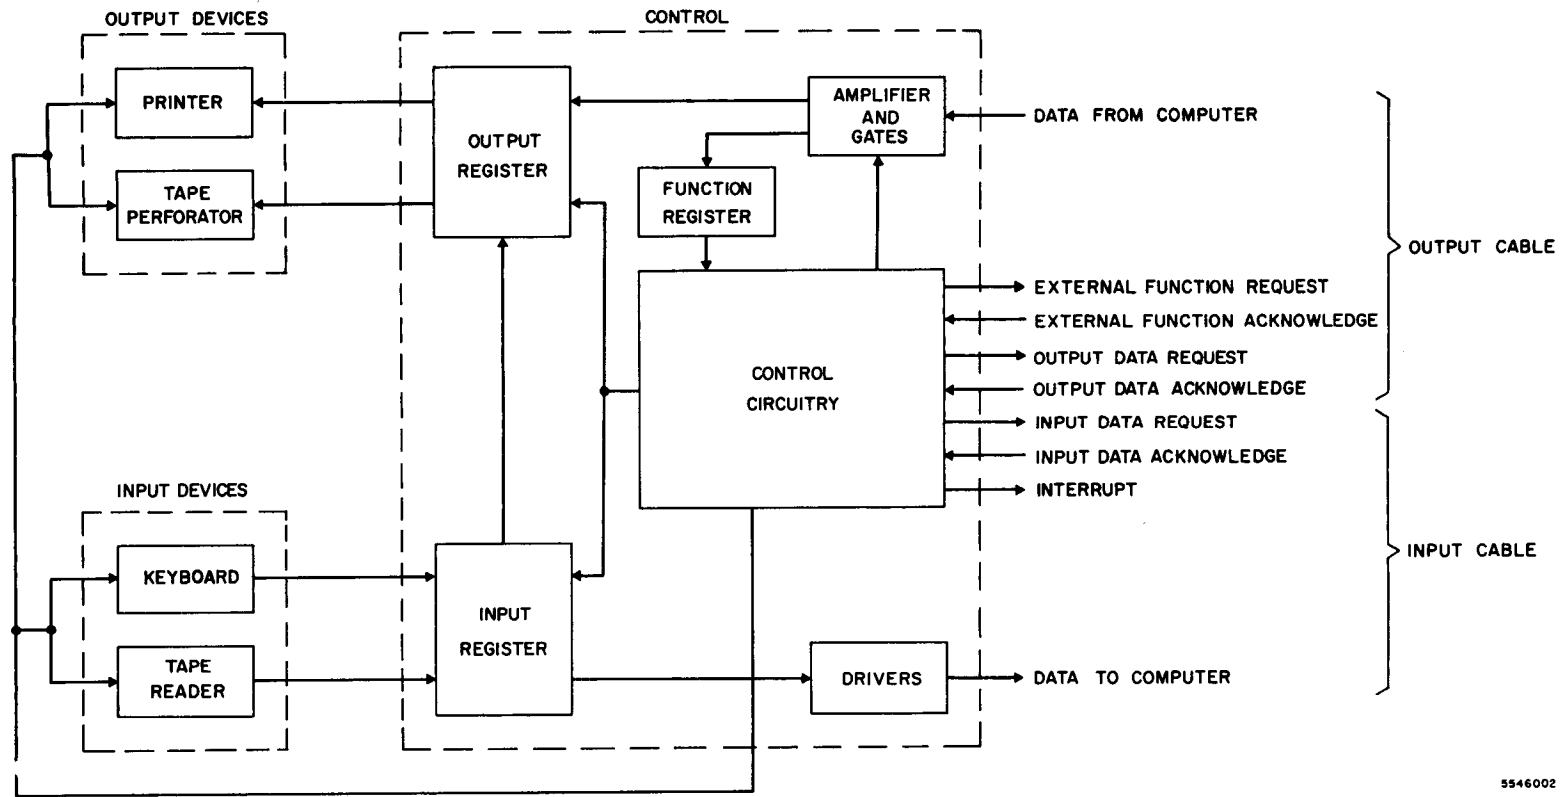 OUTPUT DEVICES
CONTROL
PRINTER
TAPE
PERFORATOR
OUTPUT
REGISTER
AMPLIFIER
AND
GATES
FUNCTION
REGISTER
DATA FROM COMPUTER
EXTERNAL FUNCTION REQUEST
EXTERNAL FUNCTION ACKNOWLEDGE
OUTPUT DATA REQUEST
OUTPUT DATA ACKNOWLEDGE
INPUT DATA REQUEST
INPUT DATA ACKNOWLEDGE
INTERRUPT
OUTPUT CABLE
CONTROL
CIRCUITRY
INPUT DEVICES
KEYBOARD
TAPE
READER
INPUT
REGISTER
DRIVERS
DATA TO COMPUTER
INPUT CABLE
5546002